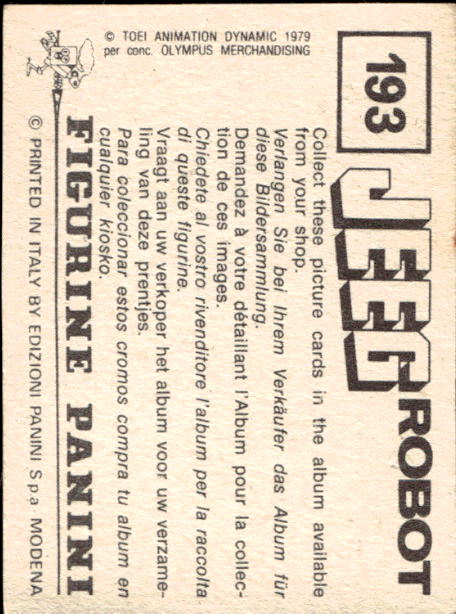 © TOEI ANIMATION DYNAMIC 1979
per conc. OLYMPUS MERCHANDISING
193
JEEG ROBOT
Collect these picture cards in the album available
from your shop.
Verlangen Sie bei Ihrem Verkäufer das Album für
diese Bildersammlung.
Demandez à votre détaillant l'Album pour la collec-
tion de ces images.
Chiedete al vostro rivenditore l'album per la raccolta
di queste figurine.
Vraagt aan uw verkoper het album voor uw verzame-
ling van deze prentjes.
Para coleccionar estos cromos compra tu album en
cualquier kiosko.
FIGURINE PANINI
© PRINTED IN ITALY BY EDIZIONI PANINI S.p.a. MODENA